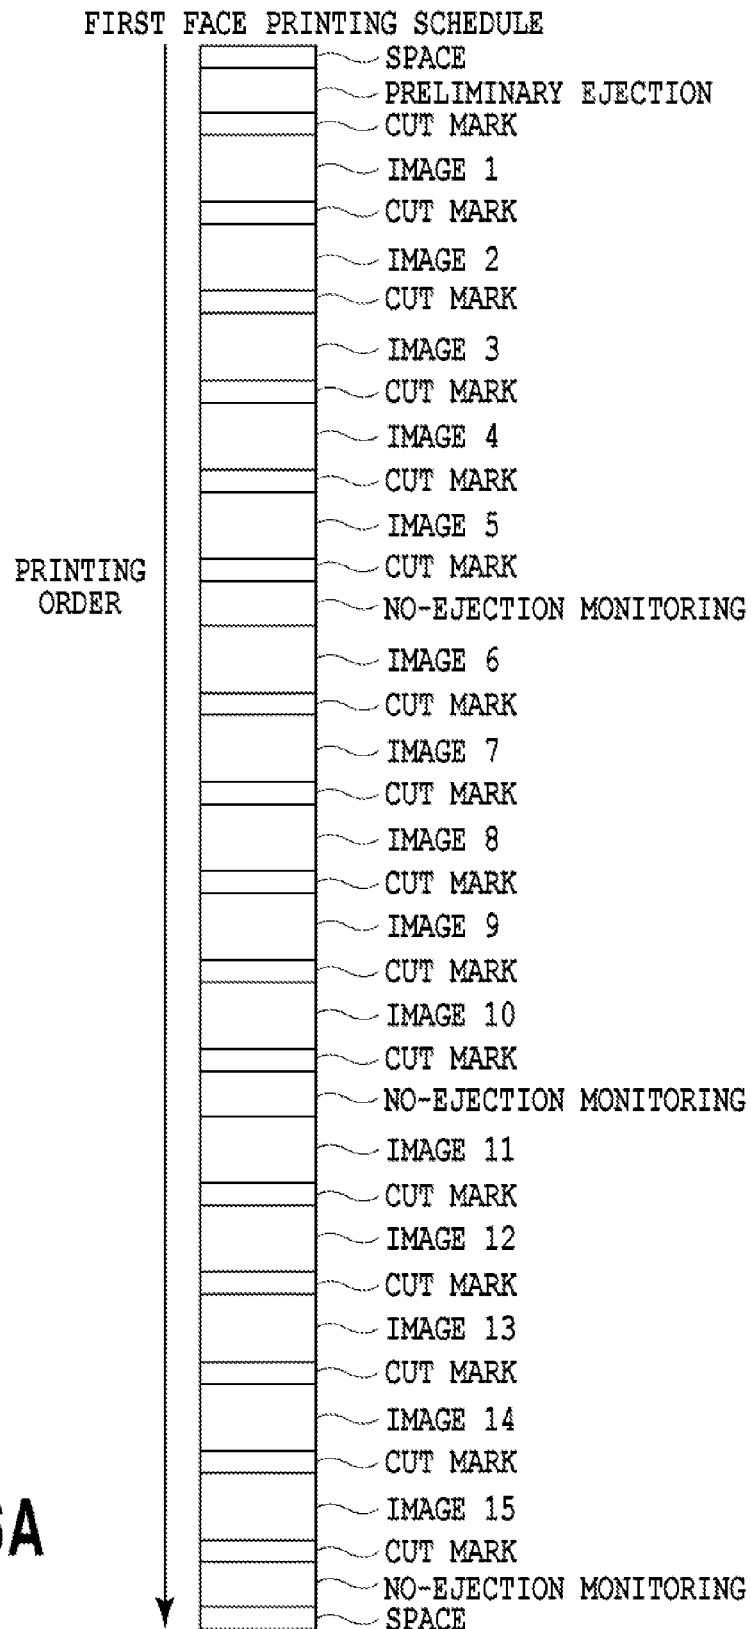 FIRST FACE PRINTING SCHEDULE
SPACE
PRELIMINARY EJECTION
CUT MARK
IMAGE 1
CUT MARK
IMAGE 2
CUT MARK
IMAGE 3
CUT MARK
IMAGE 4
CUT MARK
IMAGE 5
CUT MARK
PRINTING
ORDER
NO-EJECTION MONITORING
IMAGE 6
CUT MARK
IMAGE 7
CUT MARK
IMAGE 8
CUT MARK
IMAGE 9
CUT MARK
IMAGE 10
CUT MARK
NO-EJECTION MONITORING
IMAGE 11
CUT MARK
IMAGE 12
CUT MARK
IMAGE 13
CUT MARK
IMAGE 14
CUT MARK
IMAGE 15
CUT MARK
NO-EJECTION MONITORING
SPACE